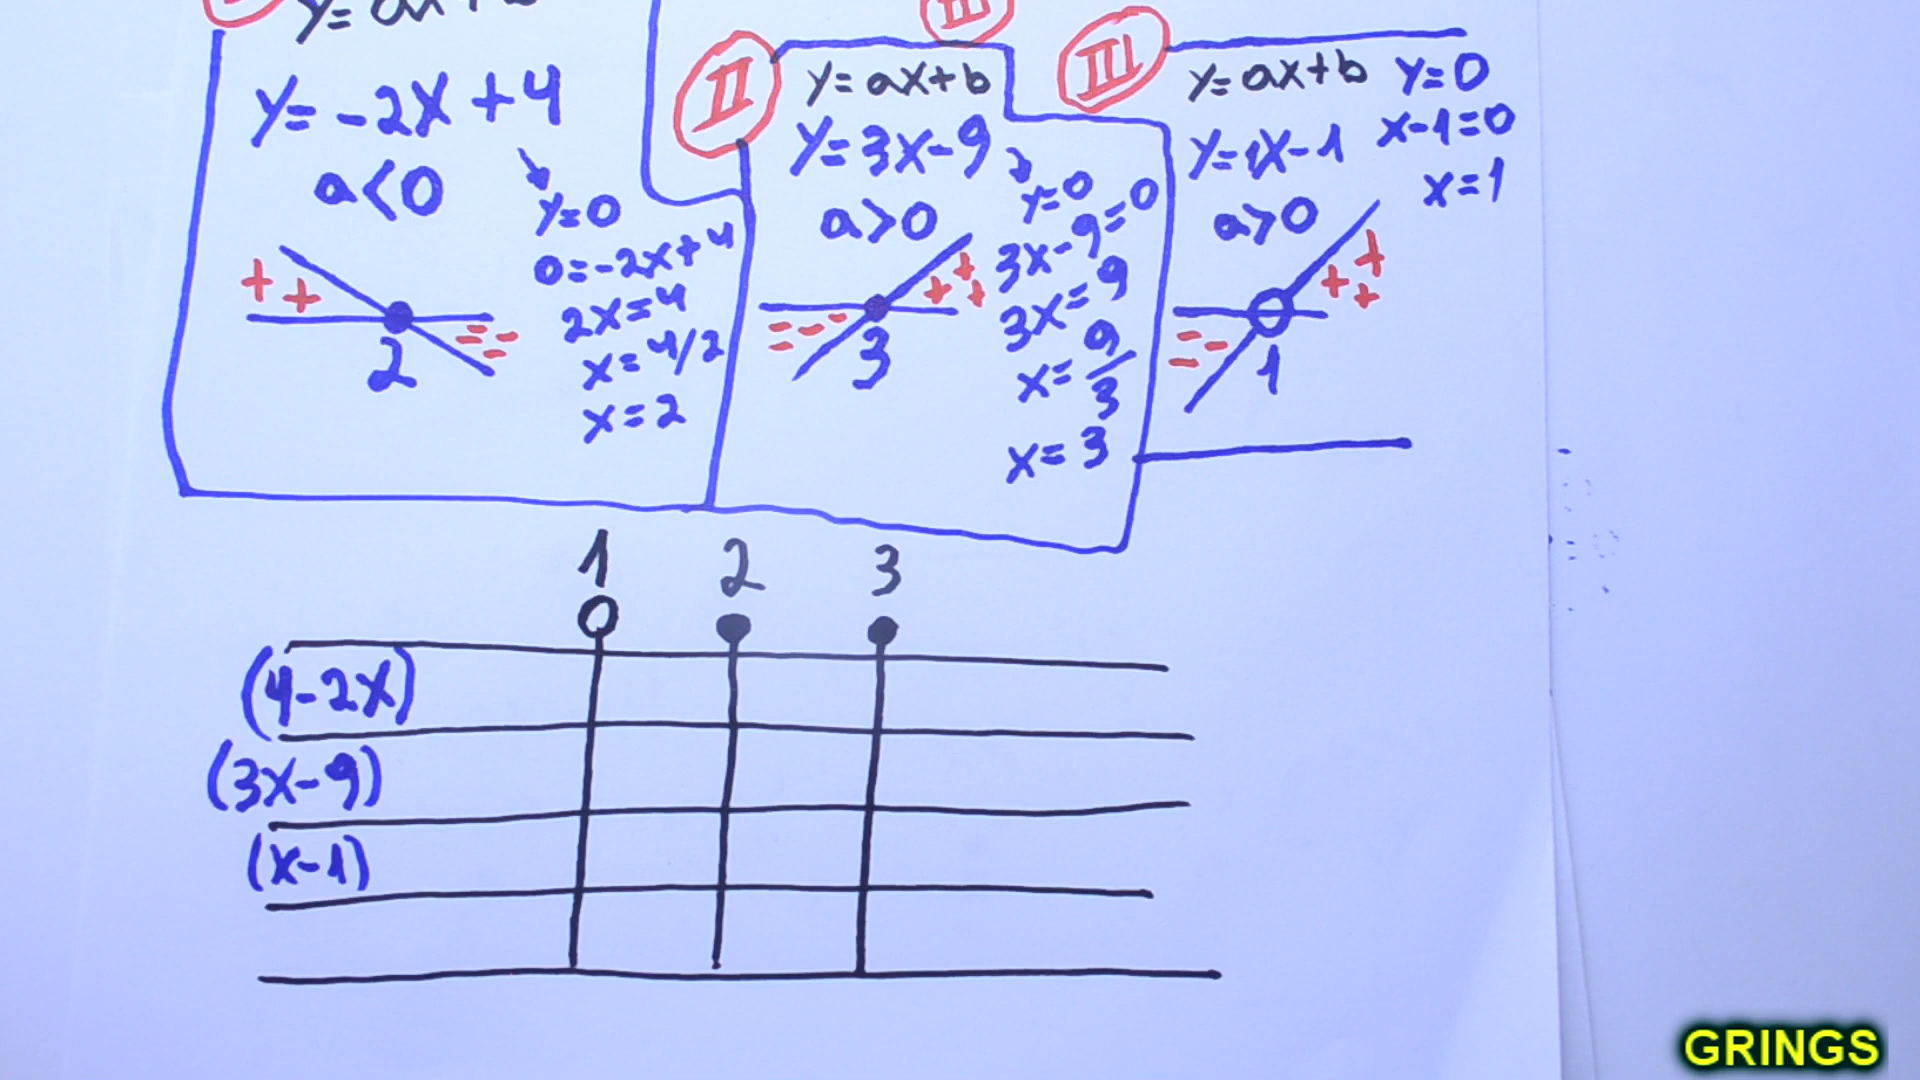 y=ax+b
y=-2x+4
a<0
y=0
0=-2x+4
2x=4
x=4/2
x=2
+ +
---
2
II
y=ax+b
y=3x-9
a>0
y=0
3x-9=0
3x=9
x=9/3
x=3
+ + +
---
3
III
III
y=ax+b
y=1x-1
a>0
y=0
x-1=0
x=1
+ + +
---
1
1 2 3
(4-2x)
(3x-9)
(x-1)
GRINGS